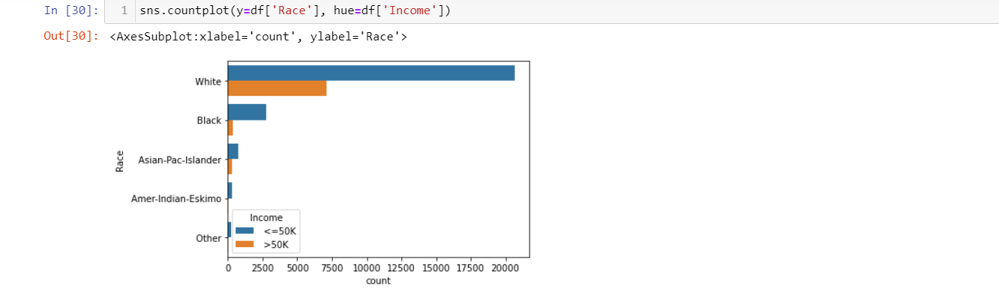 In [30]: 1 sns.countplot(y=df['Race'], hue=df['Income'])
Out[30]: <AxesSubplot:xlabel='count', ylabel='Race'>
White
Black
Race
Asian-Pac-Islander
Amer-Indian-Eskimo
Other
Income
<=50K
>50K
0 2500 5000 7500 10000 12500 15000 17500 20000
count